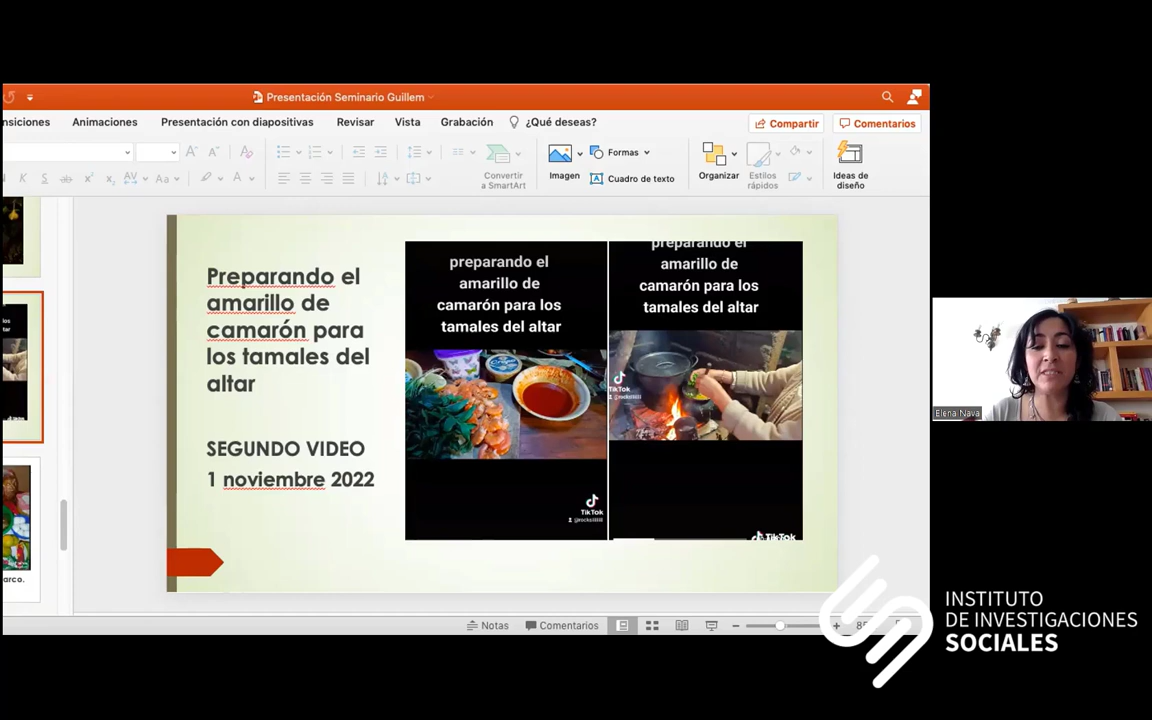 Presentación Seminario Guillem
nsiciones Animaciones Presentación con diapositivas Revisar Vista Grabación ¿Qué deseas? Compartir Comentarios
Convertir
a SmartArt
Imagen
Formas
Cuadro de texto
Organizar
Estilos
rápidos
Ideas de
diseño
Preparando el
amarillo de
camarón para
los tamales del
altar
SEGUNDO VIDEO
1 noviembre 2022
preparando el
amarillo de
camarón para los
tamales del altar
TikTok
preparando el
amarillo de
camarón para los
tamales del altar
TikTok
TikTok
arco.
Notas Comentarios
Elena Nava
INSTITUTO
DE INVESTIGACIONES
SOCIALES